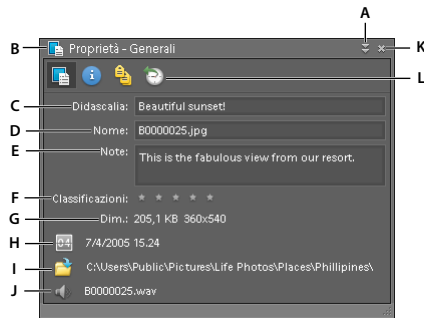 A
B Proprietà - Generali K
L
C Didascalia: Beautiful sunset!
D Nome: B0000025.jpg
E Note: This is the fabulous view from our resort.
F Classificazioni:
G Dim.: 205,1 KB 360x540
H 04 7/4/2005 15.24
I C:\Users\Public\Pictures\Life Photos\Places\Phillipines\
J B0000025.wav